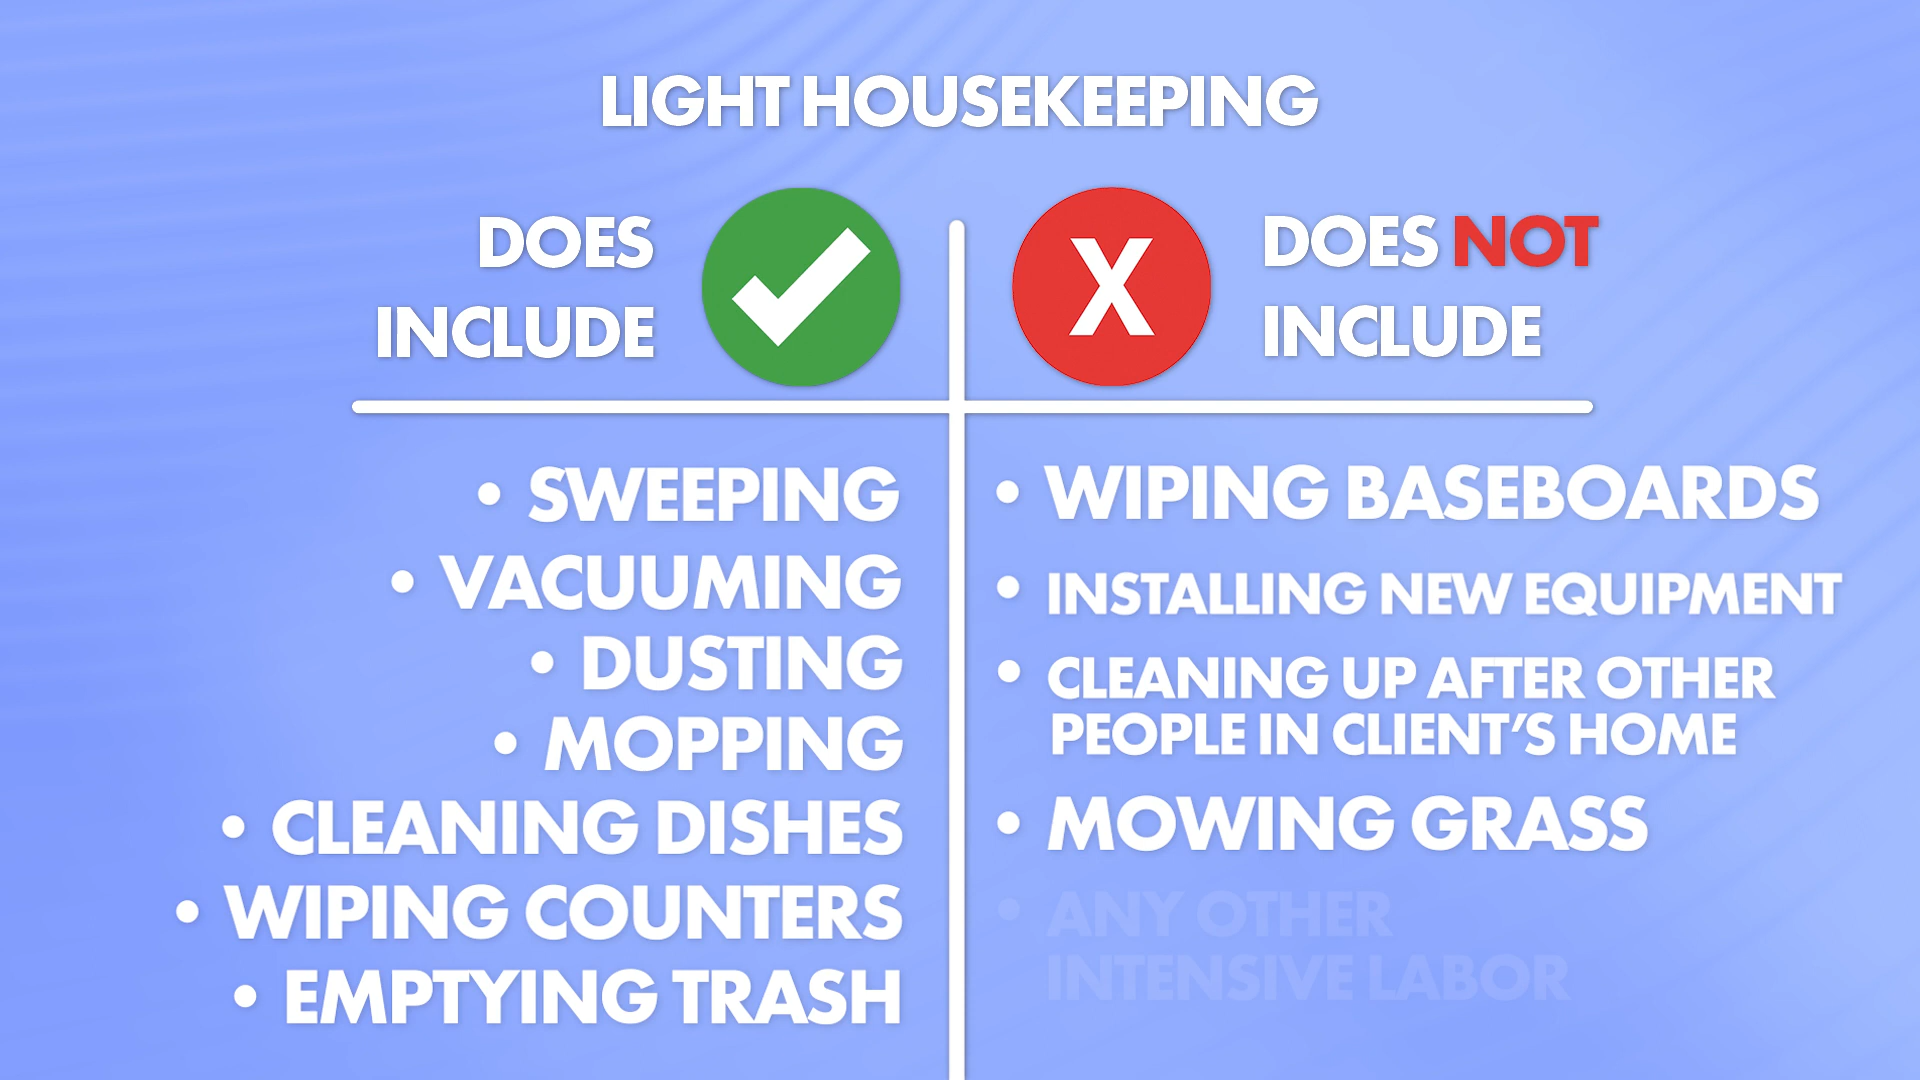 LIGHT HOUSEKEEPING
DOES
INCLUDE
• SWEEPING
• VACUUMING
• DUSTING
• MOPPING
• CLEANING DISHES
• WIPING COUNTERS
• EMPTYING TRASH
X
DOES NOT
INCLUDE
• WIPING BASEBOARDS
• INSTALLING NEW EQUIPMENT
• CLEANING UP AFTER OTHER
PEOPLE IN CLIENT'S HOME
• MOWING GRASS
• ANY OTHER
INTENSIVE LABOR